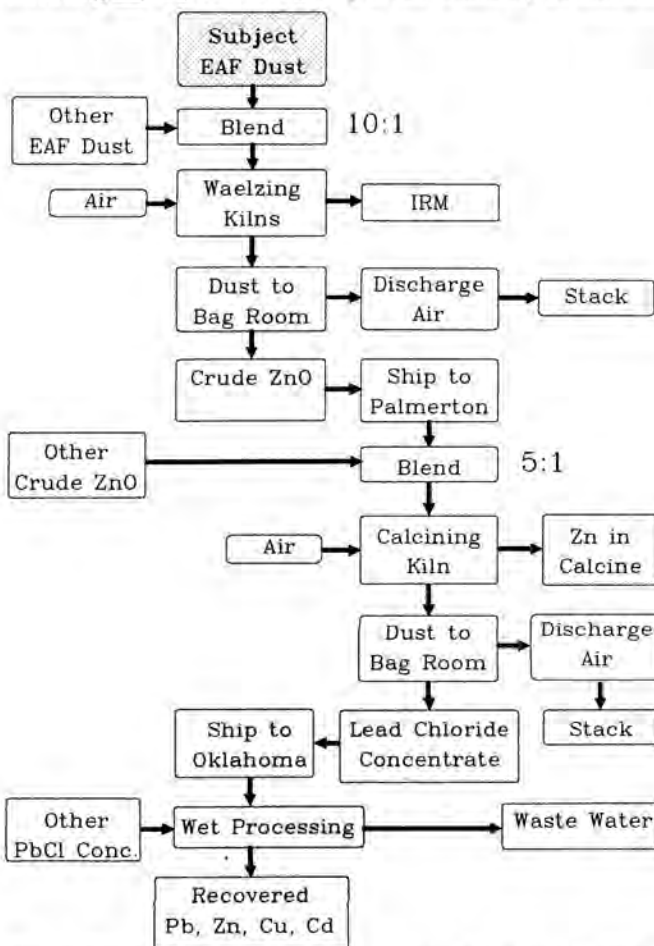 Subject
EAF Dust
Other
EAF Dust
Blend
10:1
Air
Waelzing
Kilns
IRM
Dust to
Bag Room
Discharge
Air
Stack
Crude ZnO
Ship to
Palmerton
Other
Crude ZnO
Blend
5:1
Air
Calcining
Kiln
Zn in
Calcine
Dust to
Bag Room
Discharge
Air
Ship to
Oklahoma
Lead Chloride
Concentrate
Stack
Other
PbCl Conc.
Wet Processing
Waste Water
Recovered
Pb, Zn, Cu, Cd